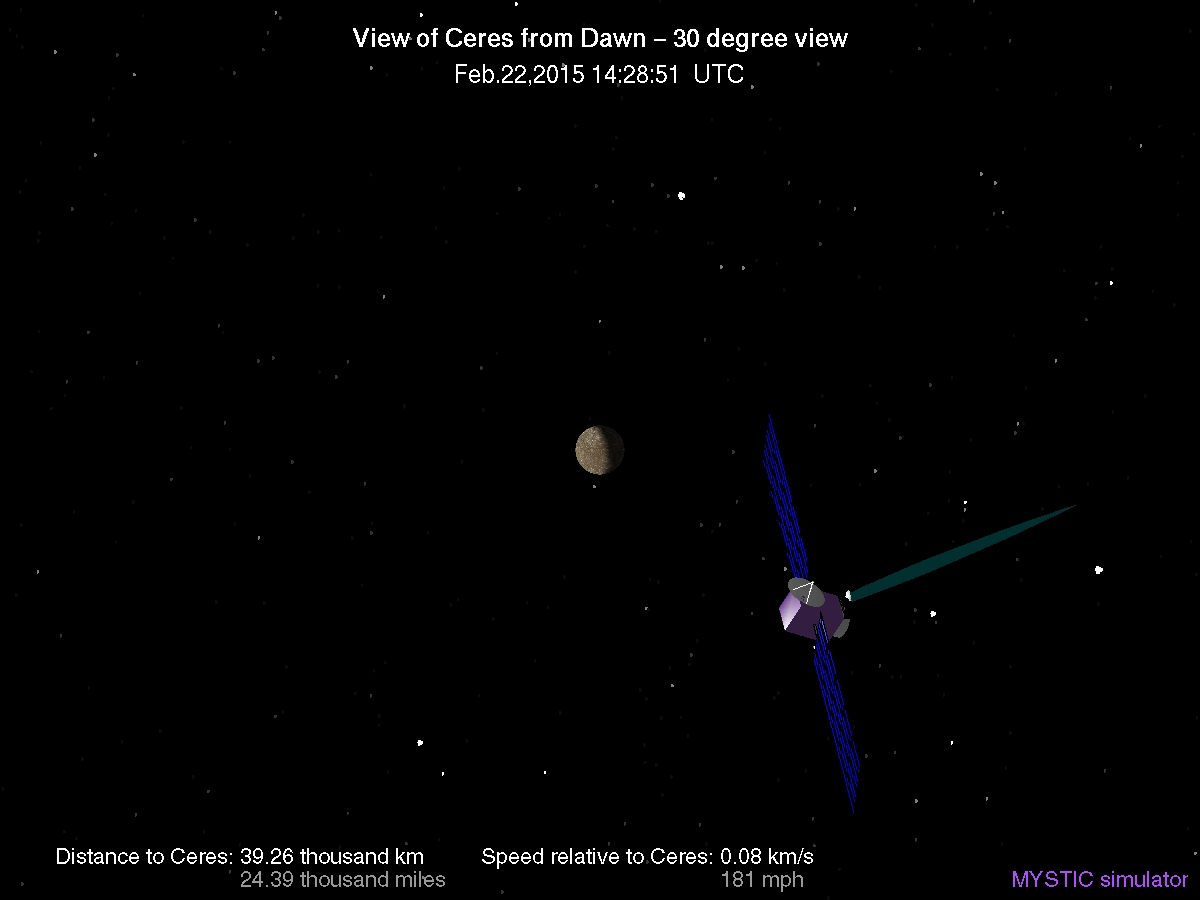 View of Ceres from Dawn – 30 degree view
Feb.22,2015 14:28:51 UTC
Distance to Ceres: 39.26 thousand km
24.39 thousand miles
Speed relative to Ceres: 0.08 km/s
181 mph
MYSTIC simulator